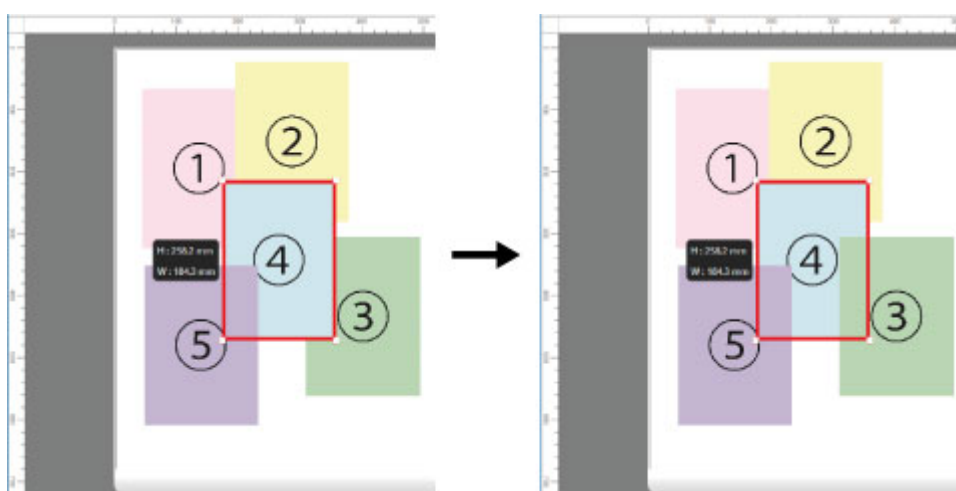 ①
②
③
④
⑤
H : 258.2 mm
W : 184.3 mm
①
②
③
④
⑤
H : 258.2 mm
W : 184.3 mm